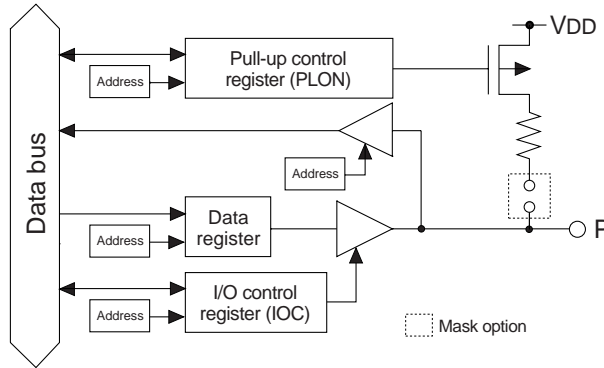 VDD
Pull-up control
register (PLON)
Address
Address
Data bus
Data
register
Address
P
I/O control
register (IOC)
Address
Mask option